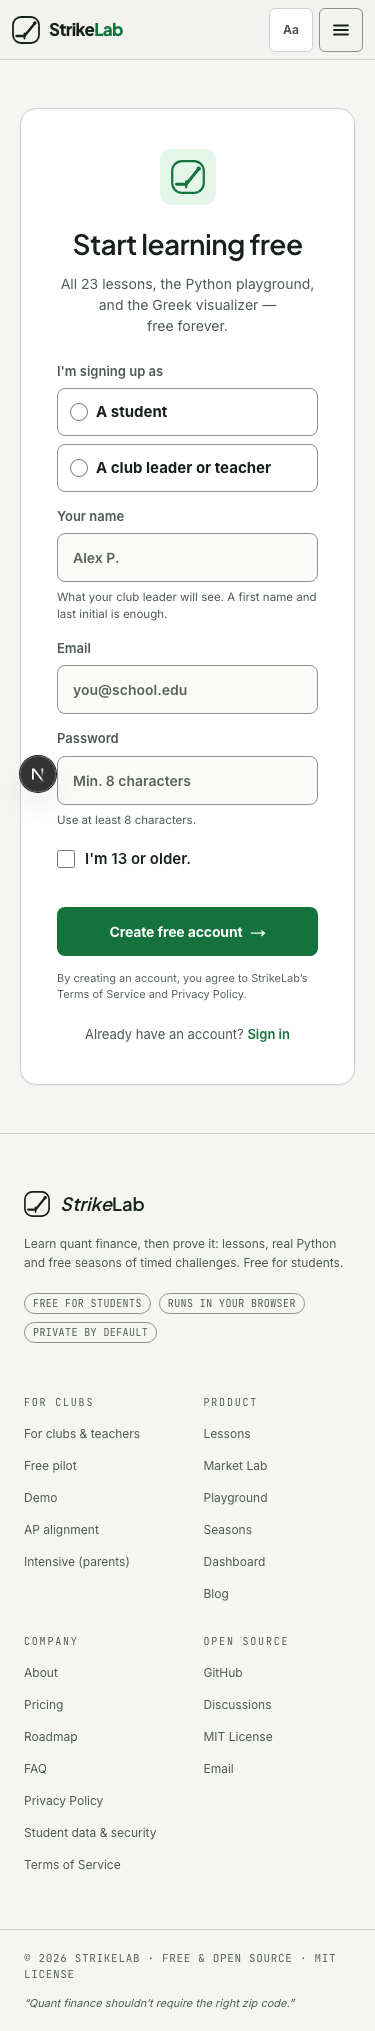 StrikeLab
Aa
Start learning free
All 23 lessons, the Python playground,
and the Greek visualizer —
free forever.
I'm signing up as
A student
A club leader or teacher
Your name
Alex P.
What your club leader will see. A first name and
last initial is enough.
Email
you@school.edu
Password
N
Min. 8 characters
Use at least 8 characters.
I'm 13 or older.
Create free account →
By creating an account, you agree to StrikeLab's
Terms of Service and Privacy Policy.
Already have an account? Sign in
StrikeLab
Learn quant finance, then prove it: lessons, real Python
and free seasons of timed challenges. Free for students.
FREE FOR STUDENTS
RUNS IN YOUR BROWSER
PRIVATE BY DEFAULT
FOR CLUBS
For clubs & teachers
Free pilot
Demo
AP alignment
Intensive (parents)
PRODUCT
Lessons
Market Lab
Playground
Seasons
Dashboard
Blog
COMPANY
About
Pricing
Roadmap
FAQ
Privacy Policy
Student data & security
Terms of Service
OPEN SOURCE
GitHub
Discussions
MIT License
Email
© 2026 STRIKELAB · FREE & OPEN SOURCE · MIT
LICENSE
“Quant finance shouldn’t require the right zip code.”